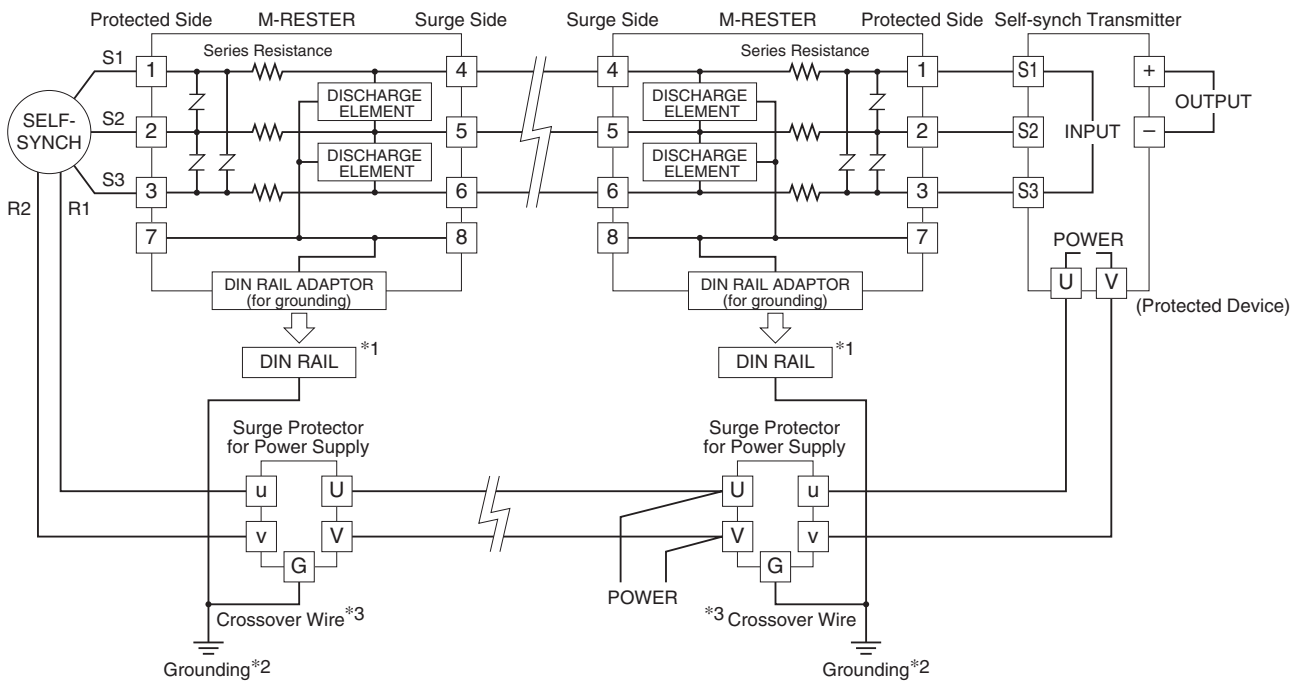 Protected Side M-RESTER Surge Side Surge Side M-RESTER Protected Side Self-synch Transmitter
Series Resistance Series Resistance
S1 1 4 4 1 S1 +
DISCHARGE
ELEMENT
DISCHARGE
ELEMENT
OUTPUT
SELF-
SYNCH
S2 2 5 5 2 S2 INPUT −
DISCHARGE
ELEMENT
DISCHARGE
ELEMENT
S3 3 6 6 3 S3
R2 R1
7 8 8 7
POWER
U V
DIN RAIL ADAPTOR
(for grounding)
DIN RAIL ADAPTOR
(for grounding)
(Protected Device)
DIN RAIL *1 DIN RAIL *1
Surge Protector
for Power Supply
Surge Protector
for Power Supply
u U U u
v V V v
G G
POWER
Crossover Wire*3 *3 Crossover Wire
Grounding*2 Grounding*2